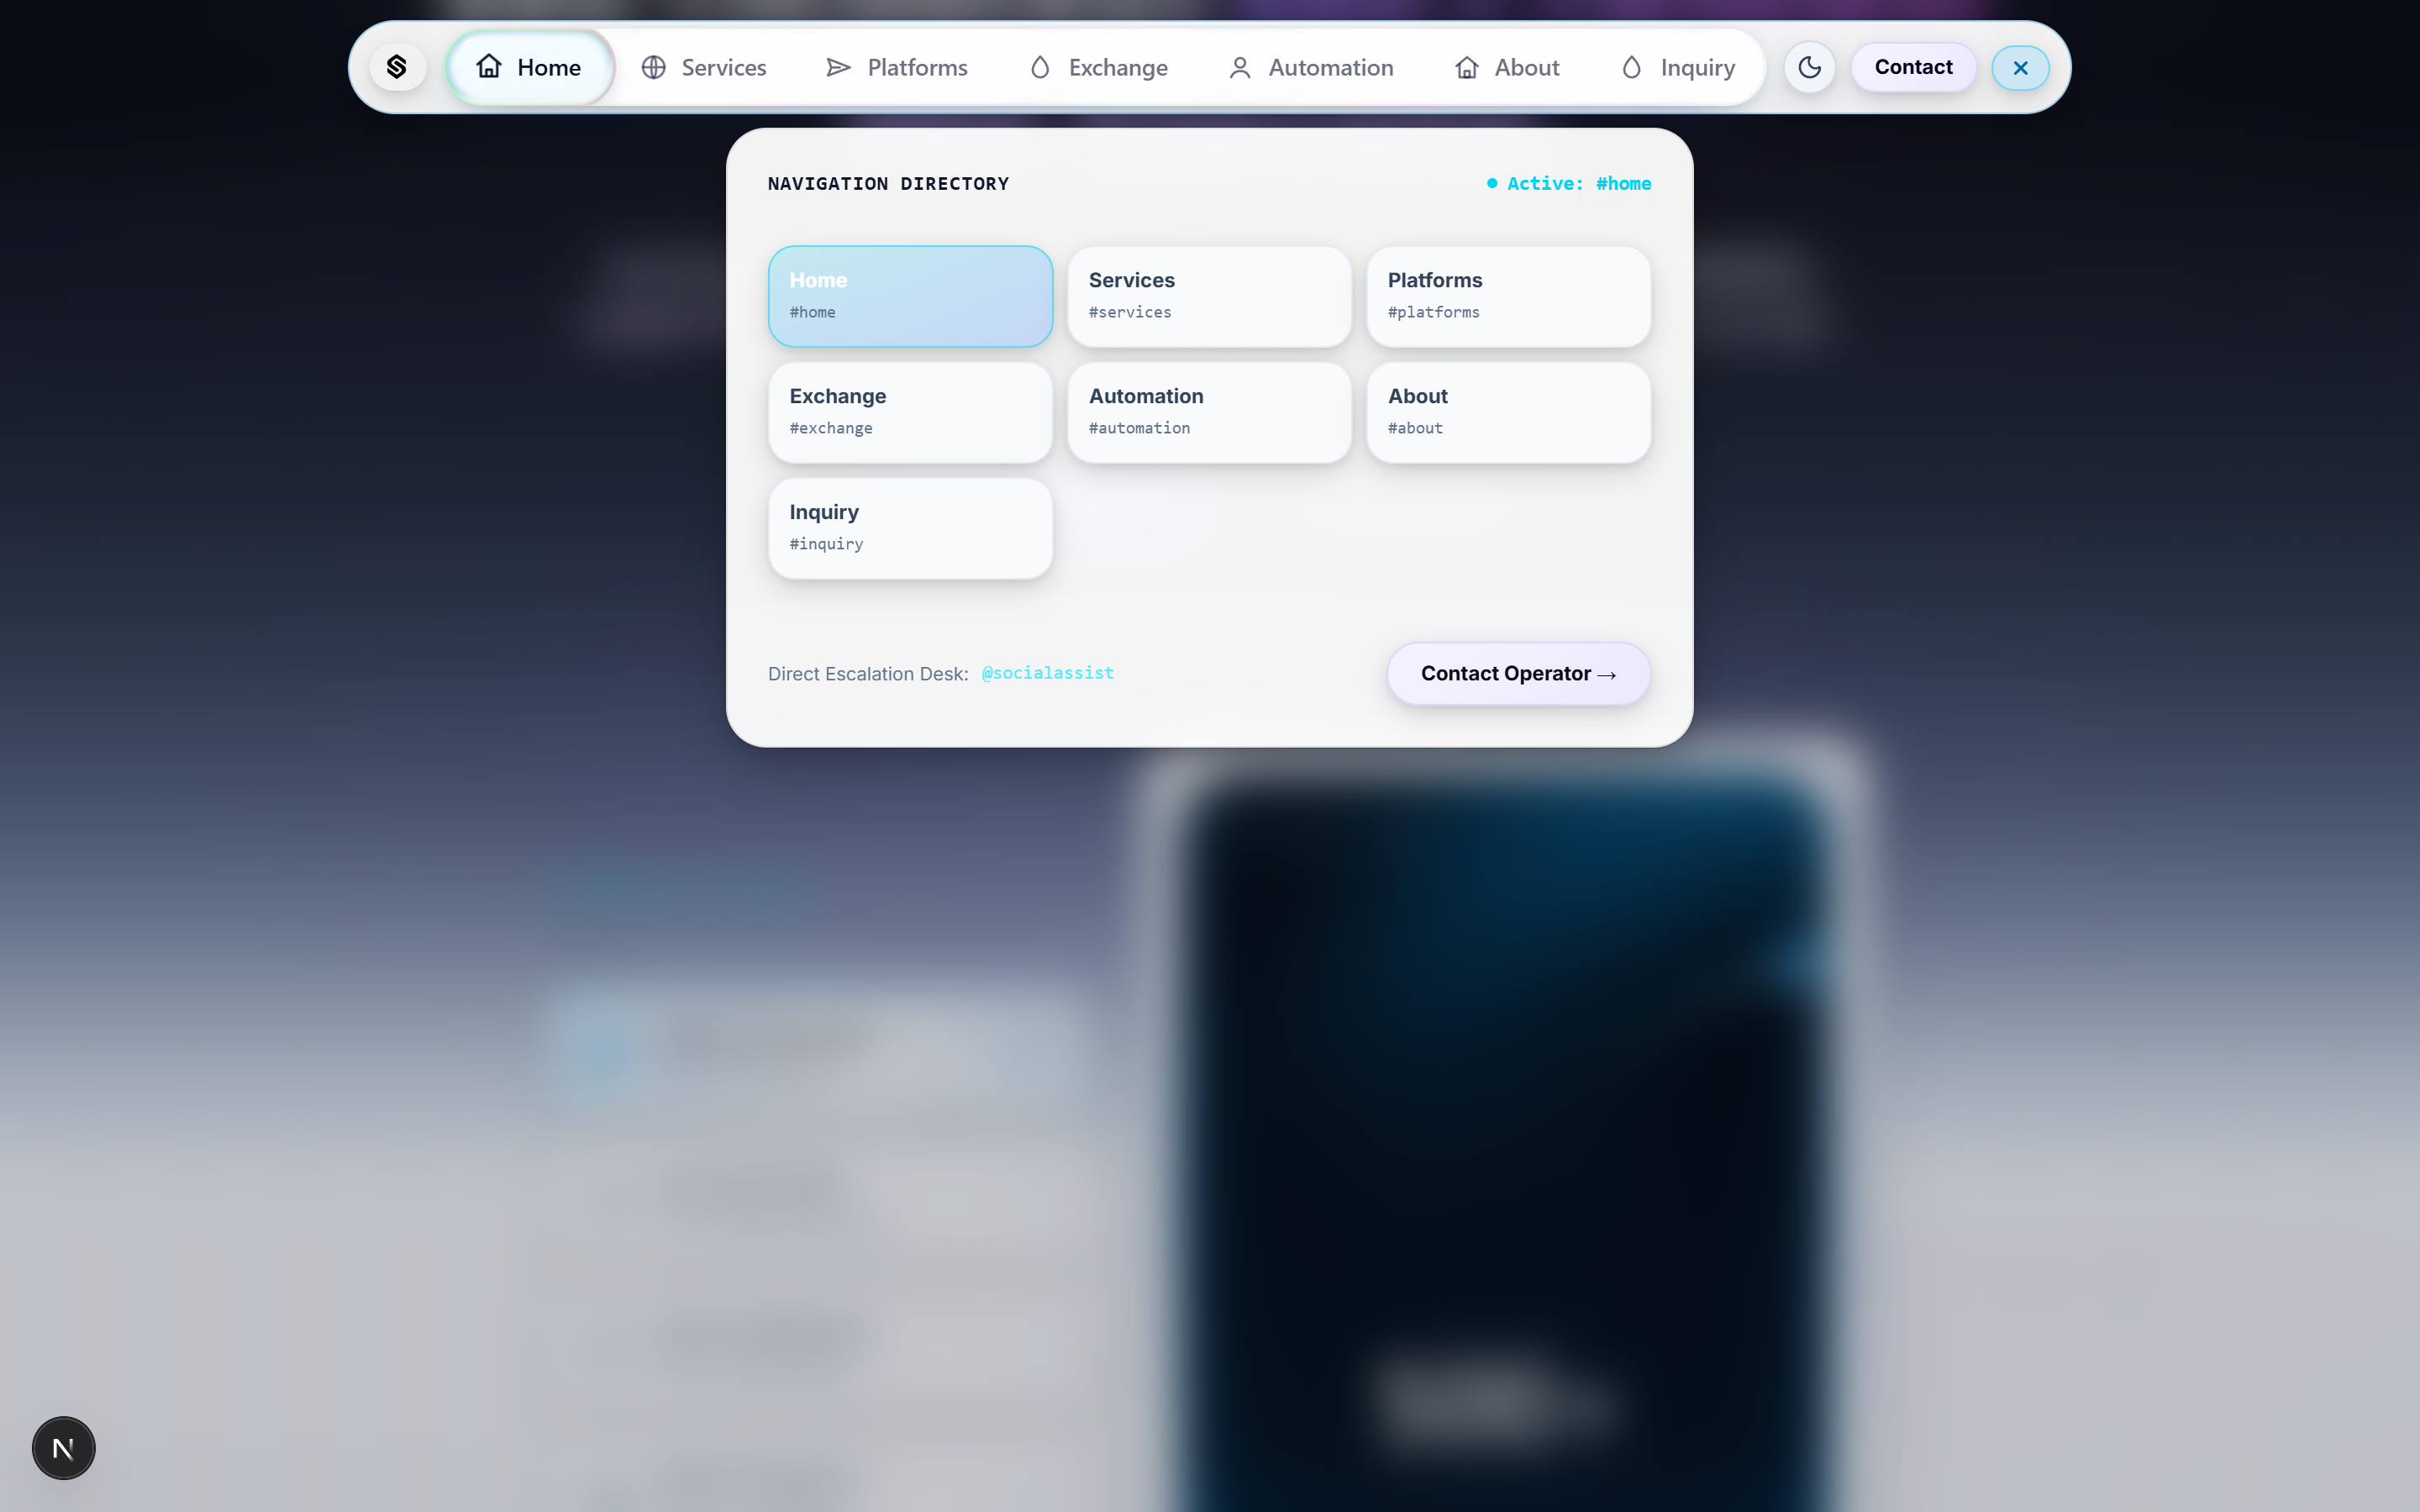 Home Services Platforms Exchange Automation About Inquiry Contact
NAVIGATION DIRECTORY
Active: #home
Home
#home
Services
#services
Platforms
#platforms
Exchange
#exchange
Automation
#automation
About
#about
Inquiry
#inquiry
Direct Escalation Desk: @socialassist
Contact Operator →
N